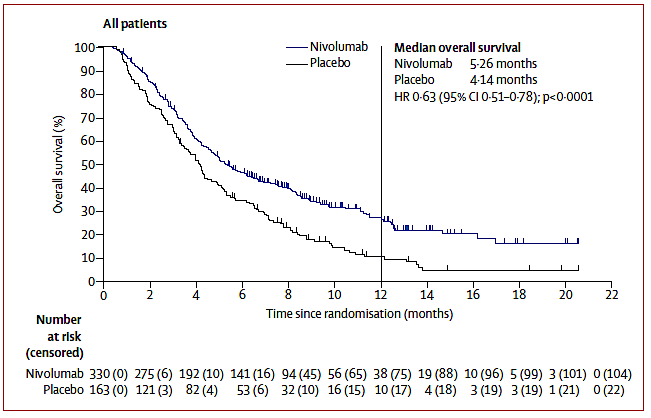 All patients
Nivolumab
Placebo
Median overall survival
Nivolumab 5·26 months
Placebo 4·14 months
HR 0·63 (95% CI 0·51–0·78); p<0·0001
Overall survival (%)
100
90
80
70
60
50
40
30
20
10
0
0 2 4 6 8 10 12 14 16 18 20 22
Time since randomisation (months)
Number
at risk
(censored)
Nivolumab 330 (0) 275 (6) 192 (10) 141 (16) 94 (45) 56 (65) 38 (75) 19 (88) 10 (96) 5 (99) 3 (101) 0 (104)
Placebo 163 (0) 121 (3) 82 (4) 53 (6) 32 (10) 16 (15) 10 (17) 4 (18) 3 (19) 3 (19) 1 (21) 0 (22)